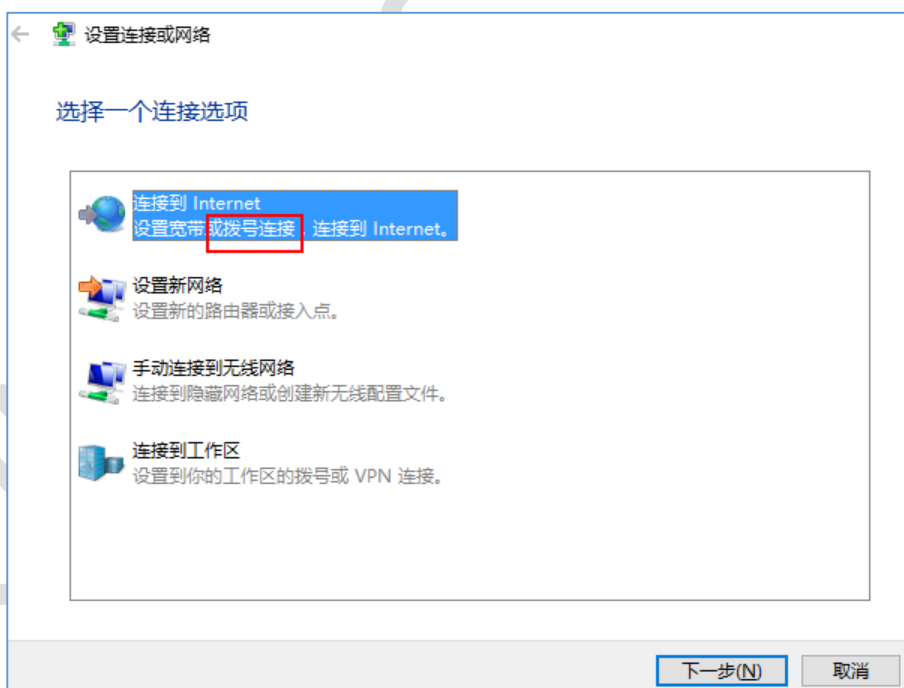 设置连接或网络
选择一个连接选项
连接到 Internet
设置宽带或拨号连接，连接到 Internet。
设置新网络
设置新的路由器或接入点。
手动连接到无线网络
连接到隐藏网络或创建新无线配置文件。
连接到工作区
设置到你的工作区的拨号或 VPN 连接。
下一步(N) 取消